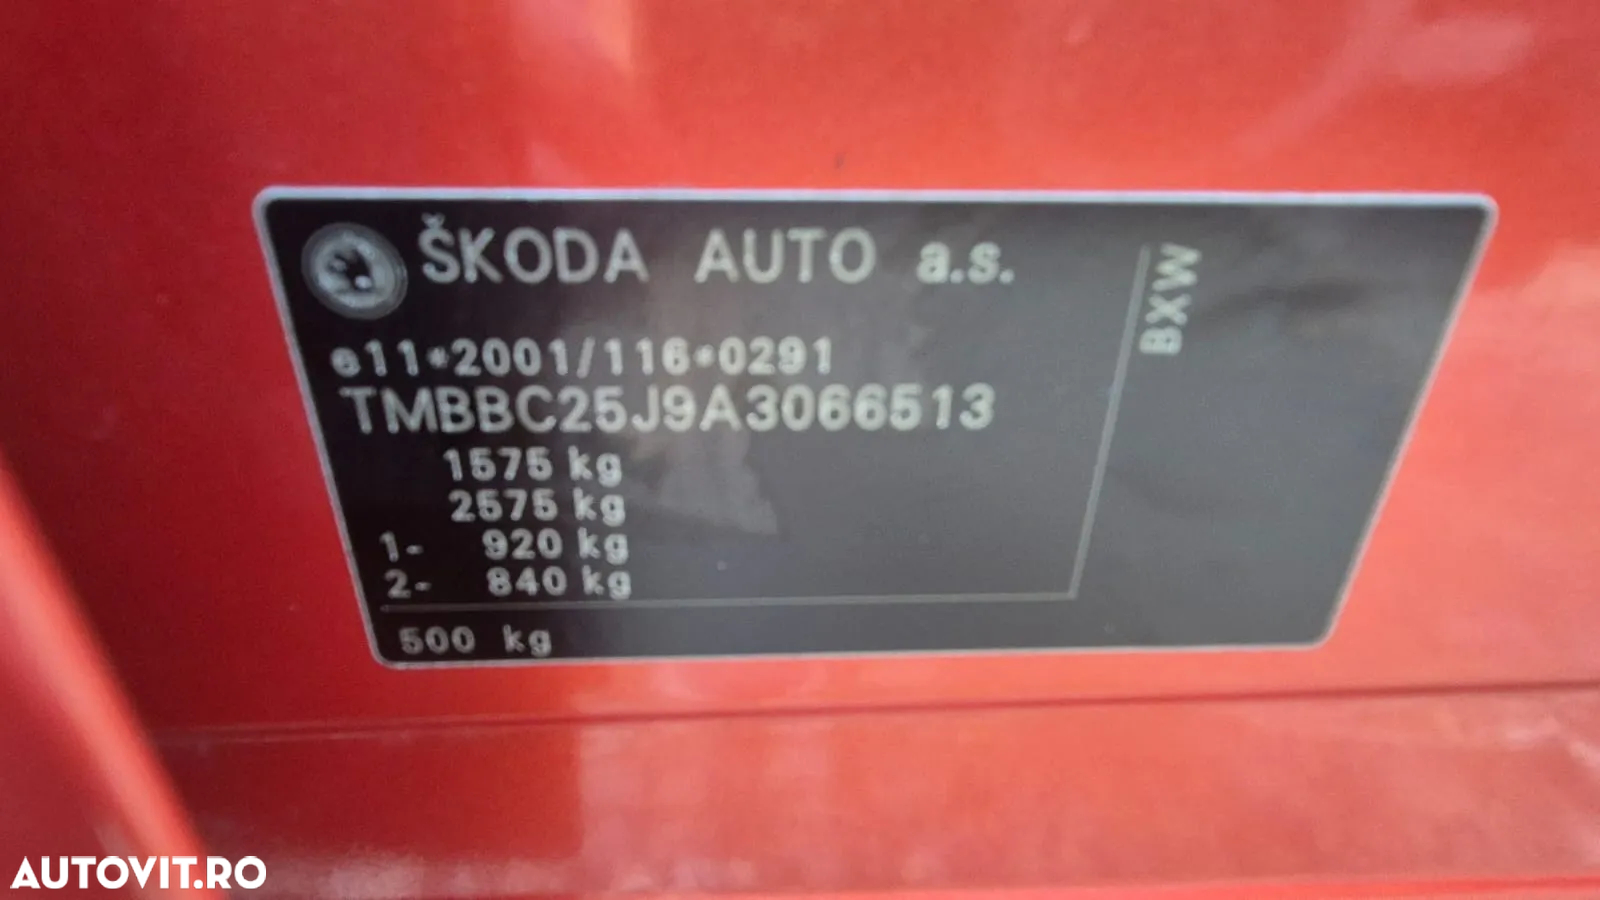 ŠKODA AUTO a.s.
BXW
e11*2001/116*0291
TMBBC25J9A3066513
1575 kg
2575 kg
1- 920 kg
2- 840 kg
500 kg
AUTOVIT.RO